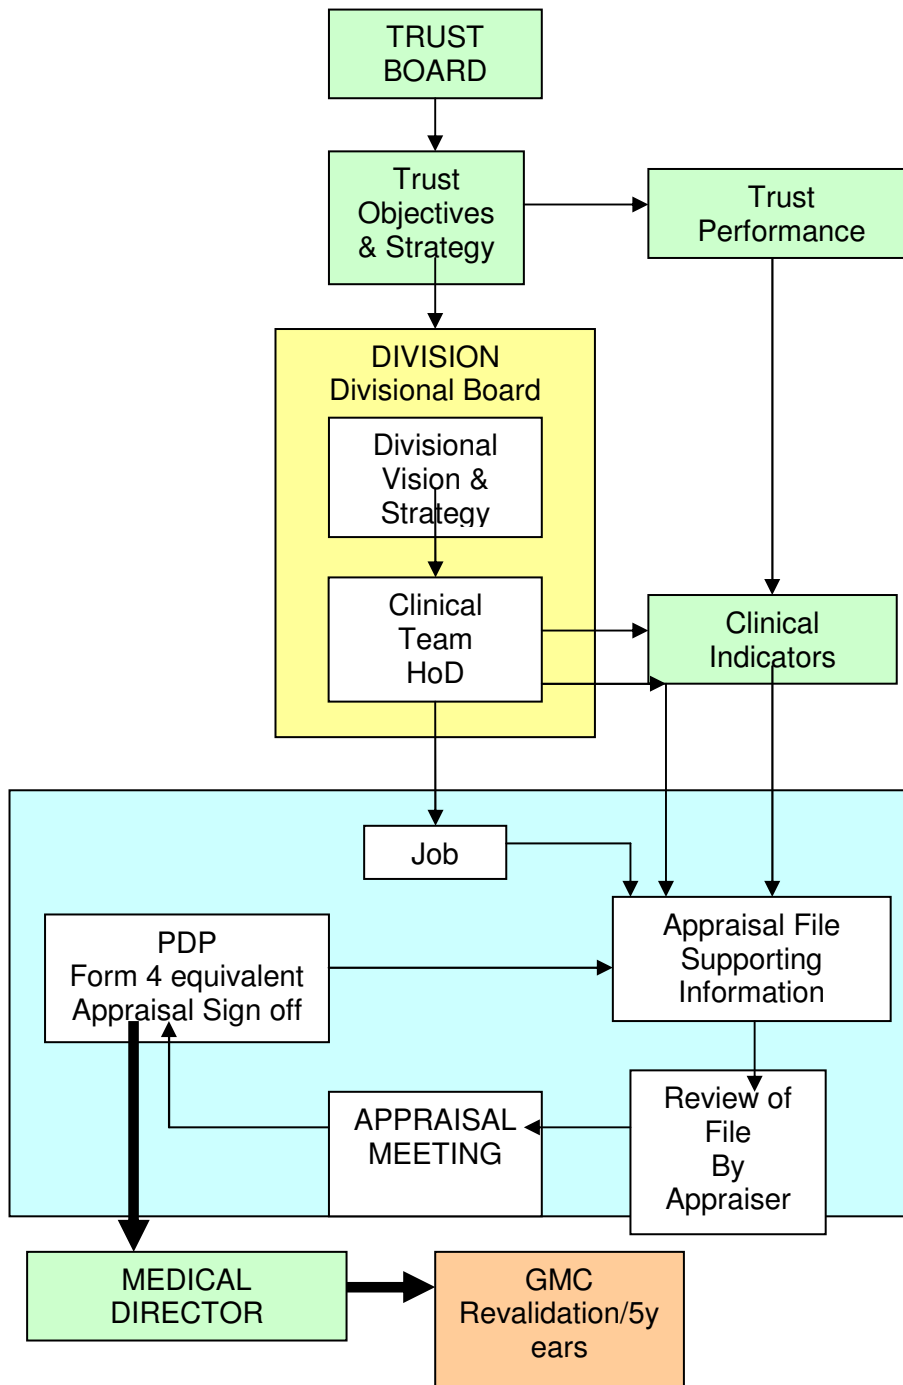 TRUST
BOARD
Trust
Objectives
& Strategy
Trust
Performance
DIVISION
Divisional Board
Divisional
Vision &
Strategy
Clinical
Team
HoD
Clinical
Indicators
Job
PDP
Form 4 equivalent
Appraisal Sign off
Appraisal File
Supporting
Information
APPRAISAL
MEETING
Review of
File
By
Appraiser
MEDICAL
DIRECTOR
GMC
Revalidation/5y
ears